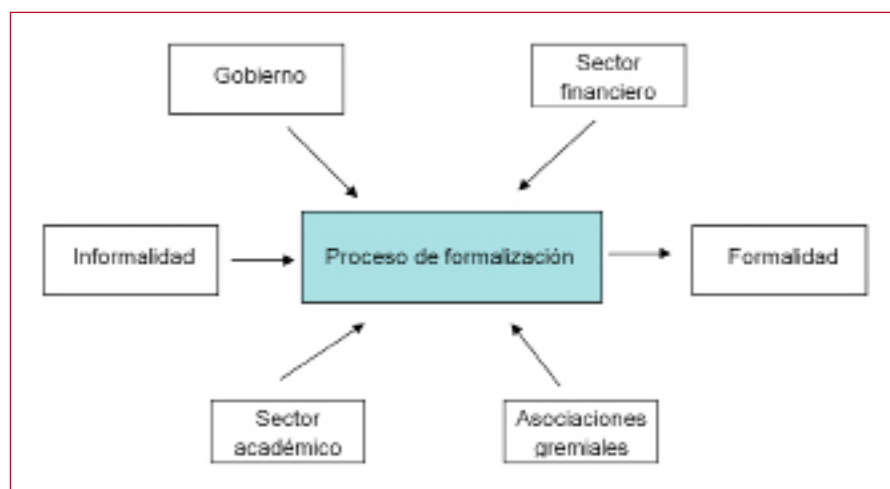 Gobierno
Sector
financiero
Informalidad
Proceso de formalización
Formalidad
Sector
académico
Asociaciones
gremiales